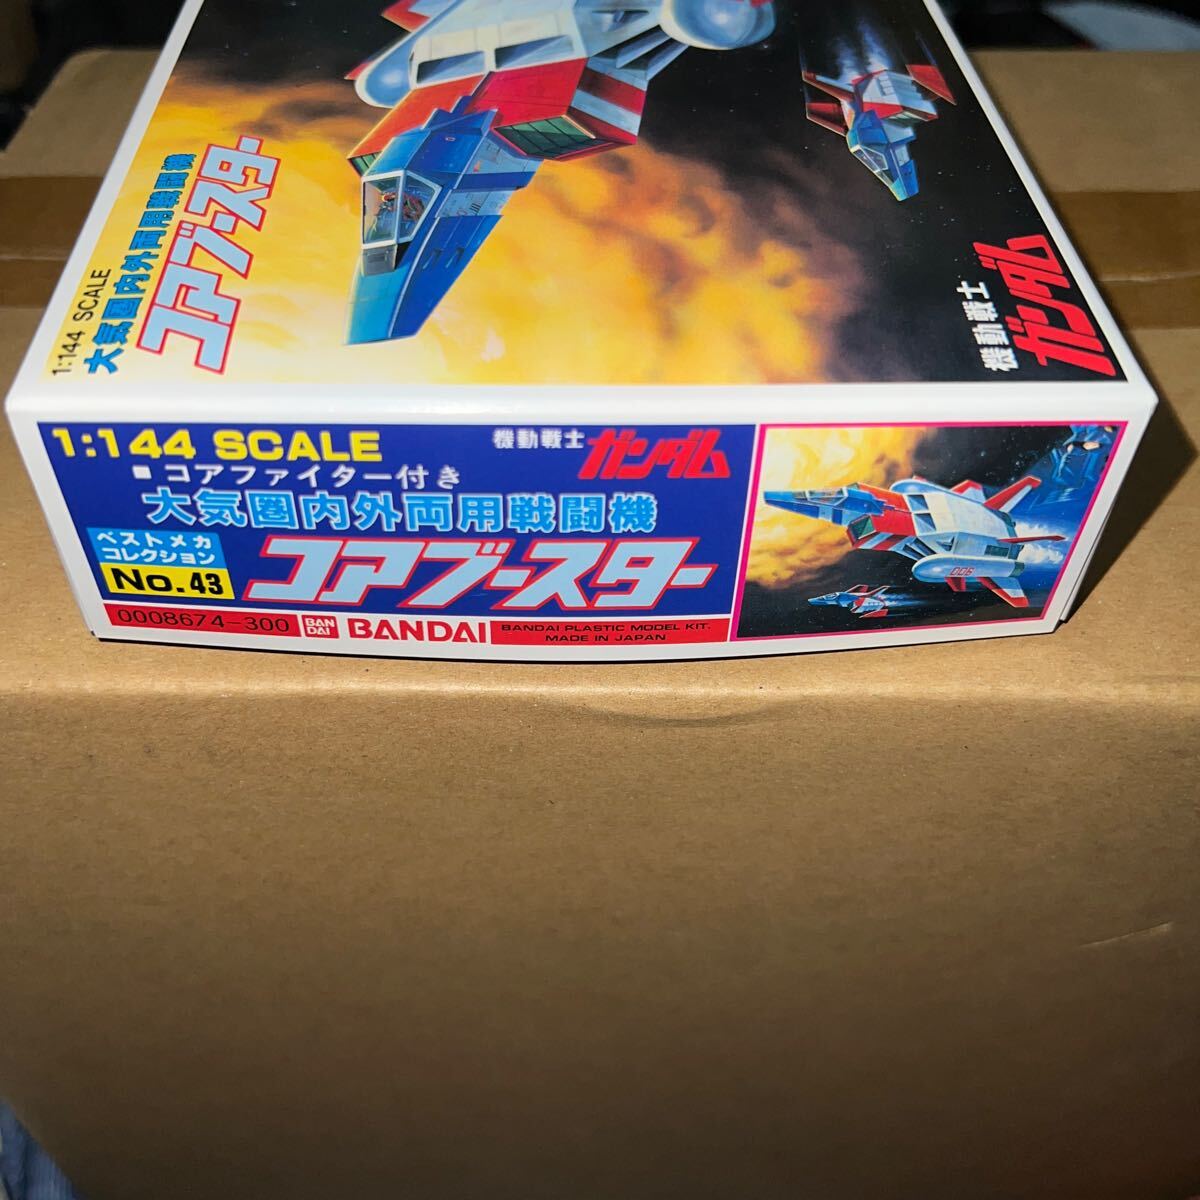 1:144 SCALE
大気圏内外両用戦闘機
コアブースター
機動戦士
ガンダム
1:144 SCALE
機動戦士 ガンダム
■ コアファイター付き
大気圏内外両用戦闘機
ベストメカ
コレクション
No.43
コアブースター
0008674-300
BAN
DAI
BANDAI
BANDAI PLASTIC MODEL KIT.
MADE IN JAPAN
006